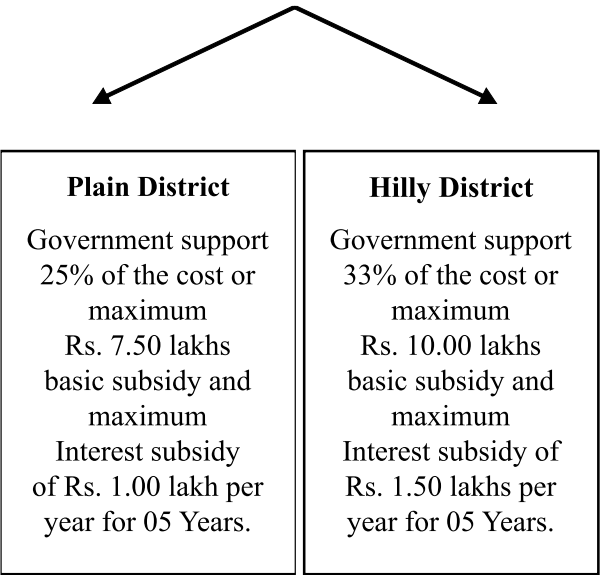 Plain District
Government support
25% of the cost or
maximum
Rs. 7.50 lakhs
basic subsidy and
maximum
Interest subsidy
of Rs. 1.00 lakh per
year for 05 Years.
Hilly District
Government support
33% of the cost or
maximum
Rs. 10.00 lakhs
basic subsidy and
maximum
Interest subsidy of
Rs. 1.50 lakhs per
year for 05 Years.